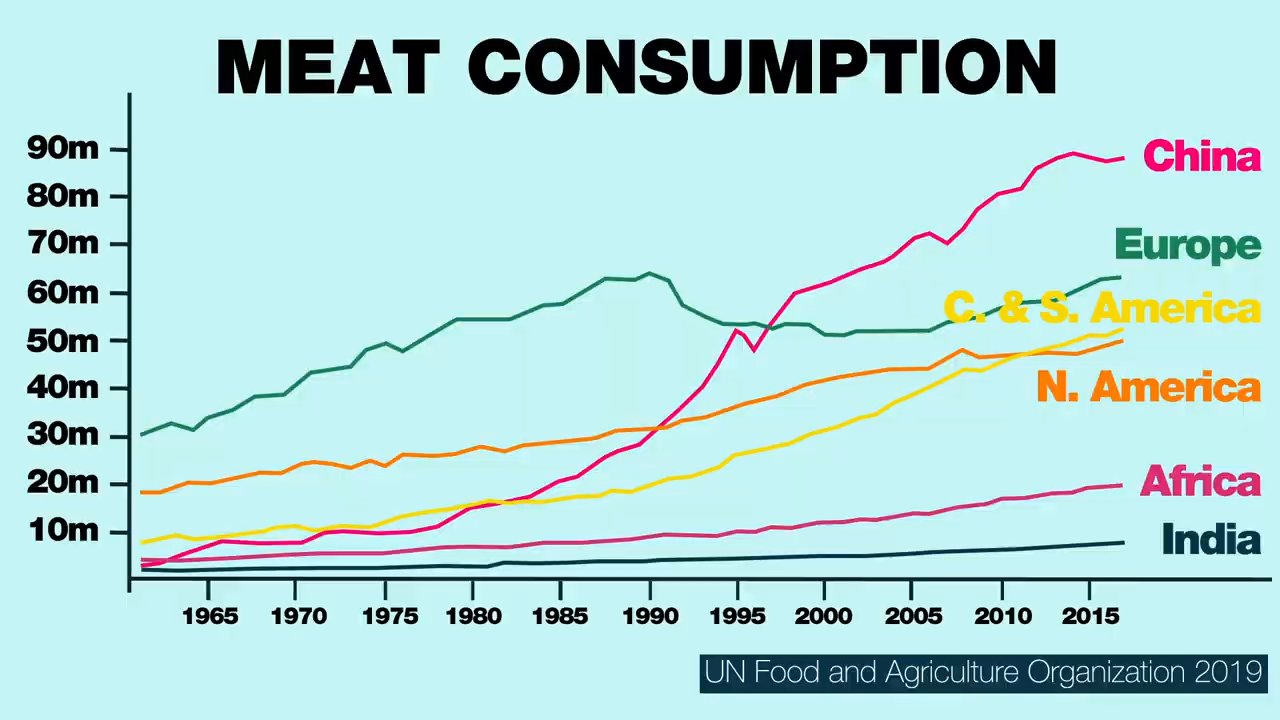 MEAT CONSUMPTION
90m
80m
70m
60m
50m
40m
30m
20m
10m
China
Europe
C. & S. America
N. America
Africa
India
1965 1970 1975 1980 1985 1990 1995 2000 2005 2010 2015
UN Food and Agriculture Organization 2019